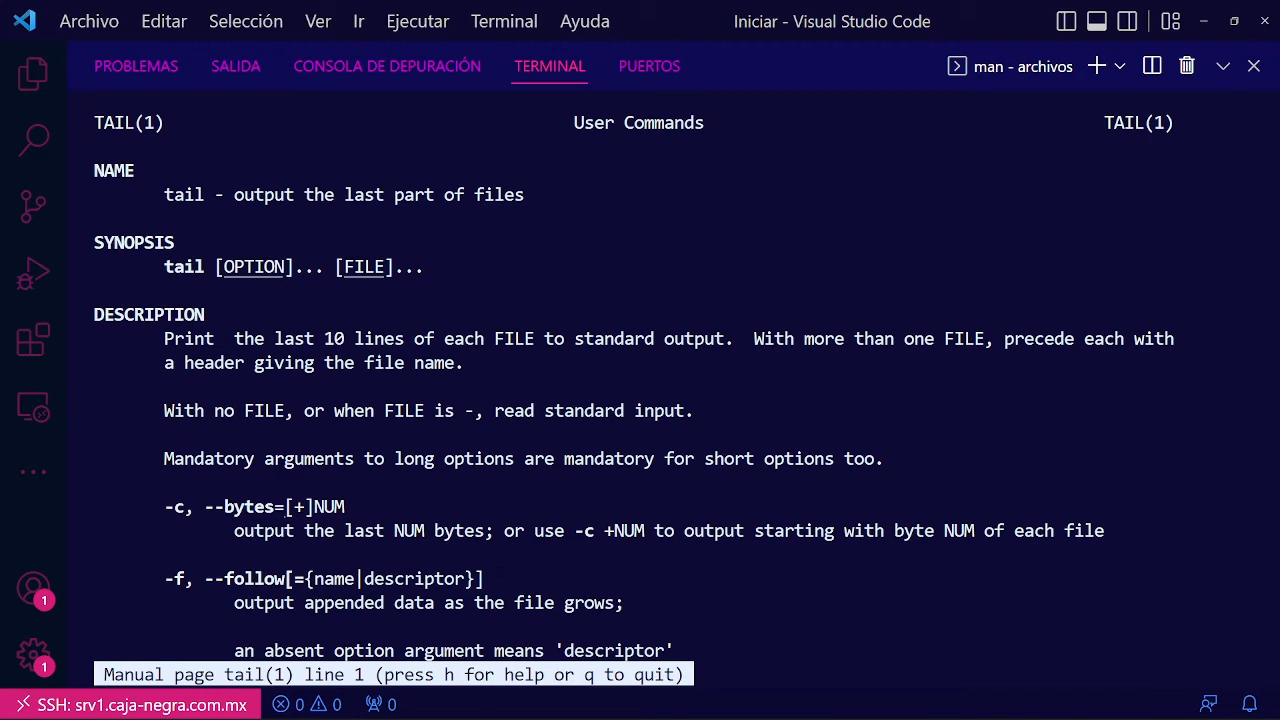 Archivo Editar Selección Ver Ir Ejecutar Terminal Ayuda Iniciar - Visual Studio Code
PROBLEMAS SALIDA CONSOLA DE DEPURACIÓN TERMINAL PUERTOS man - archivos
TAIL(1) User Commands TAIL(1)
NAME
tail - output the last part of files
SYNOPSIS
tail [OPTION]... [FILE]...
DESCRIPTION
Print the last 10 lines of each FILE to standard output. With more than one FILE, precede each with
a header giving the file name.
With no FILE, or when FILE is -, read standard input.
Mandatory arguments to long options are mandatory for short options too.
-c, --bytes=[+]NUM
output the last NUM bytes; or use -c +NUM to output starting with byte NUM of each file
-f, --follow[={name|descriptor}]
output appended data as the file grows;
an absent option argument means 'descriptor'
Manual page tail(1) line 1 (press h for help or q to quit)
1
1
SSH: srv1.caja-negra.com.mx 0 0 0